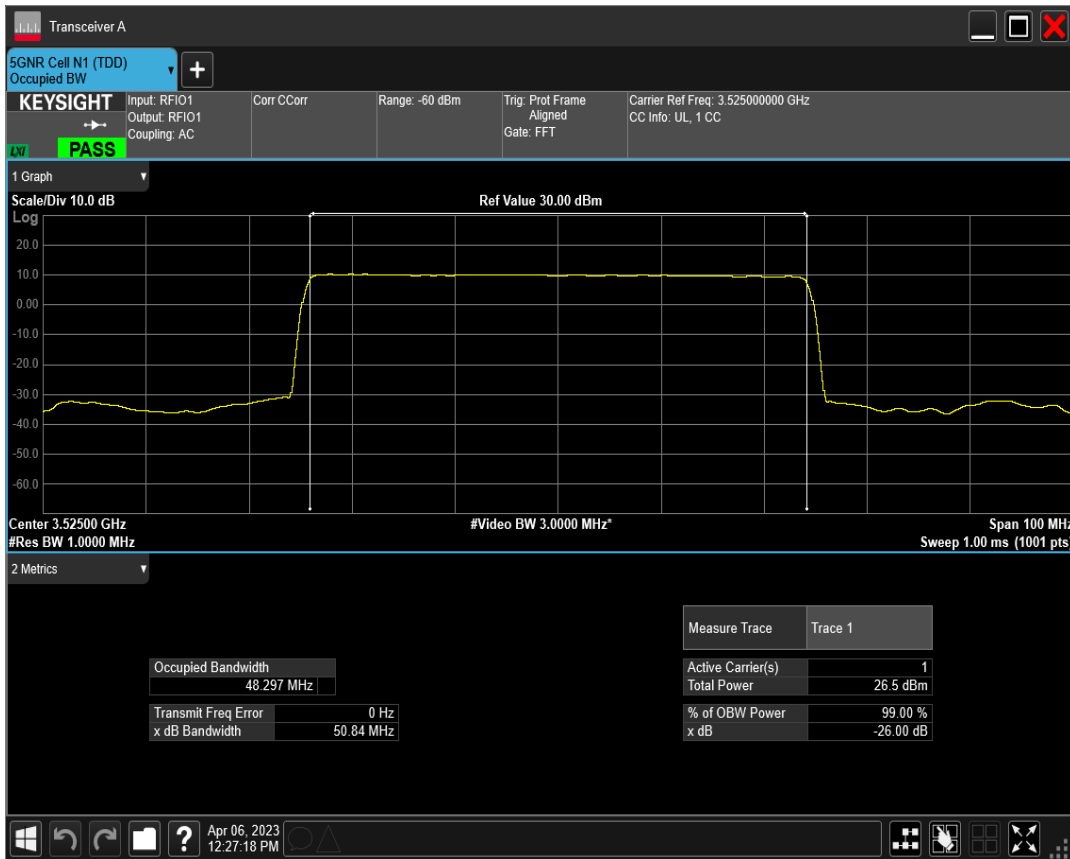 Transceiver A
5GNR Cell N1 (TDD)
Occupied BW
+
KEYSIGHT
LXI
PASS
Input: RFIO1
Output: RFIO1
Coupling: AC
Corr CCorr
Range: -60 dBm
Trig: Prot Frame
Aligned
Gate: FFT
Carrier Ref Freq: 3.525000000 GHz
CC Info: UL, 1 CC
1 Graph
Scale/Div 10.0 dB
Ref Value 30.00 dBm
Log
20.0
10.0
0.00
-10.0
-20.0
-30.0
-40.0
-50.0
-60.0
Center 3.52500 GHz
#Video BW 3.0000 MHz*
Span 100 MHz
#Res BW 1.0000 MHz
Sweep 1.00 ms (1001 pts)
2 Metrics
Measure Trace Trace 1
Occupied Bandwidth
48.297 MHz
Active Carrier(s) 1
Total Power 26.5 dBm
Transmit Freq Error 0 Hz
x dB Bandwidth 50.84 MHz
% of OBW Power 99.00 %
x dB -26.00 dB
?
Apr 06, 2023
12:27:18 PM